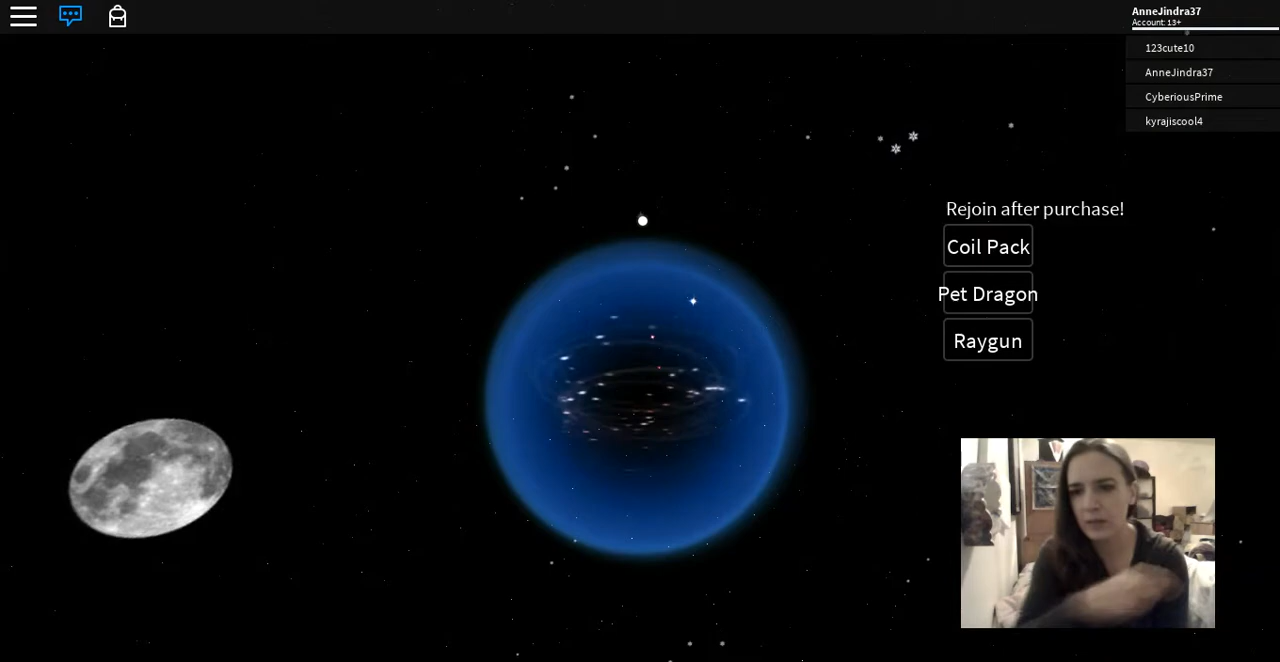 AnneJindra37
Account: 13+
123cute10
AnneJindra37
CyberiousPrime
kyrajiscool4
Rejoin after purchase!
Coil Pack
Pet Dragon
Raygun